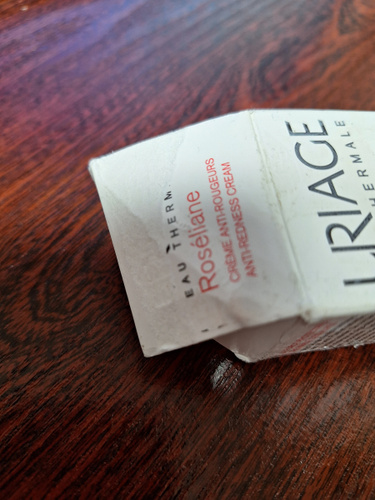 EAU THERM
Roséliane
CRÈME ANTI-ROUGEURS
ANTI-REDNESS CREAM
URIAGE
THERMALE